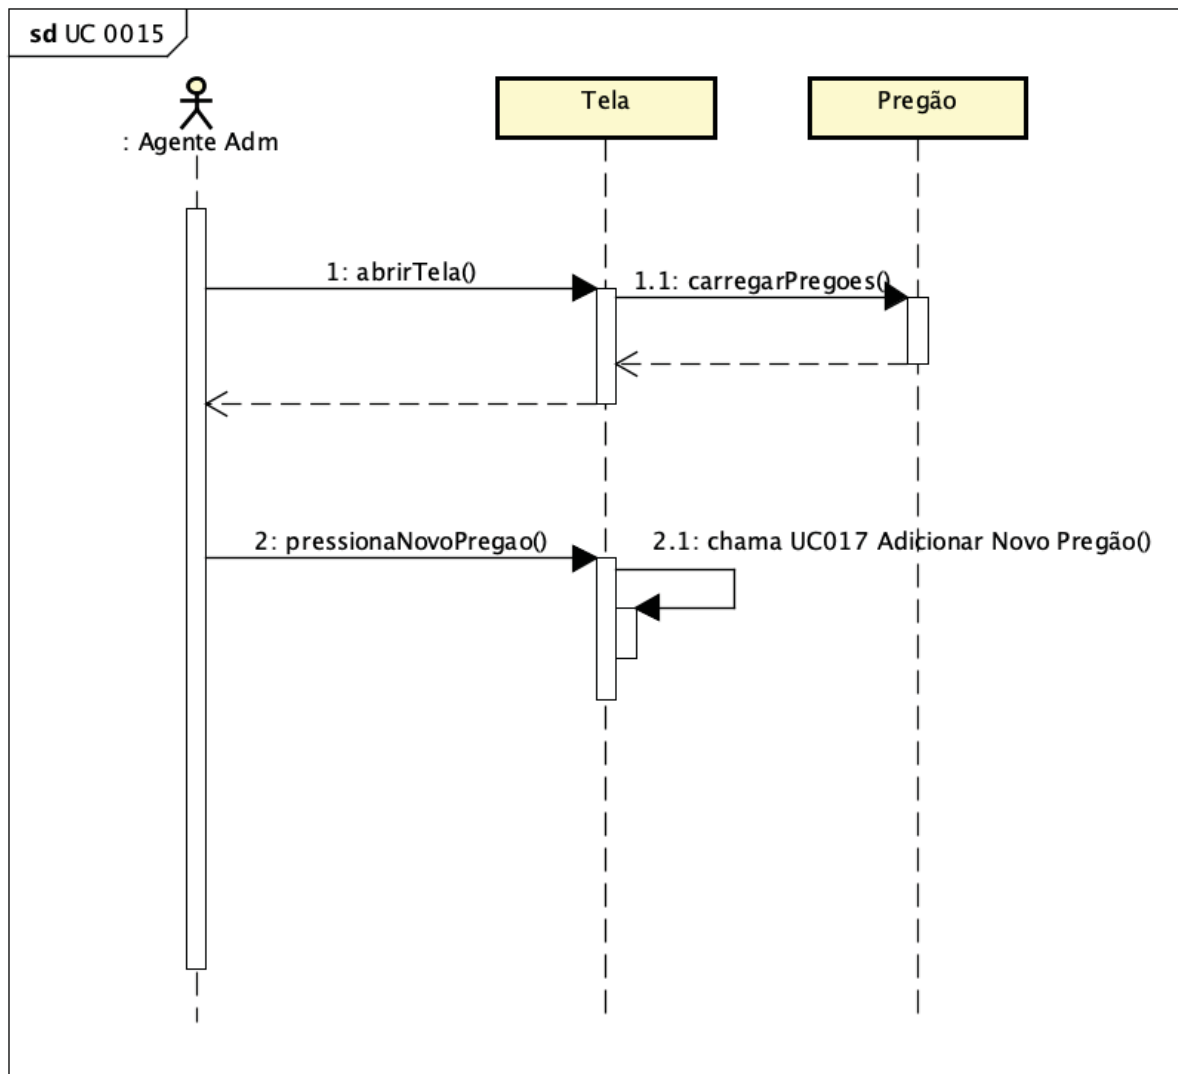 sd UC 0015
: Agente Adm
Tela
Pregão
1: abrirTela()
1.1: carregarPregoes()
2: pressionaNovoPregao()
2.1: chama UC017 Adicionar Novo Pregão()